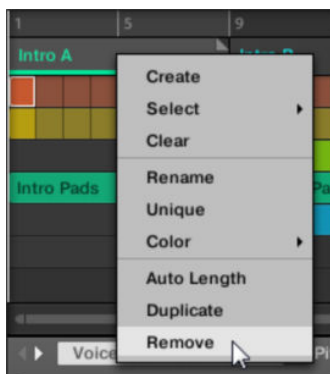 1 5 9
Intro A
Create
Select
Clear
Intro Pads
Rename
Unique
Color
Auto Length
Duplicate
Remove
Voice